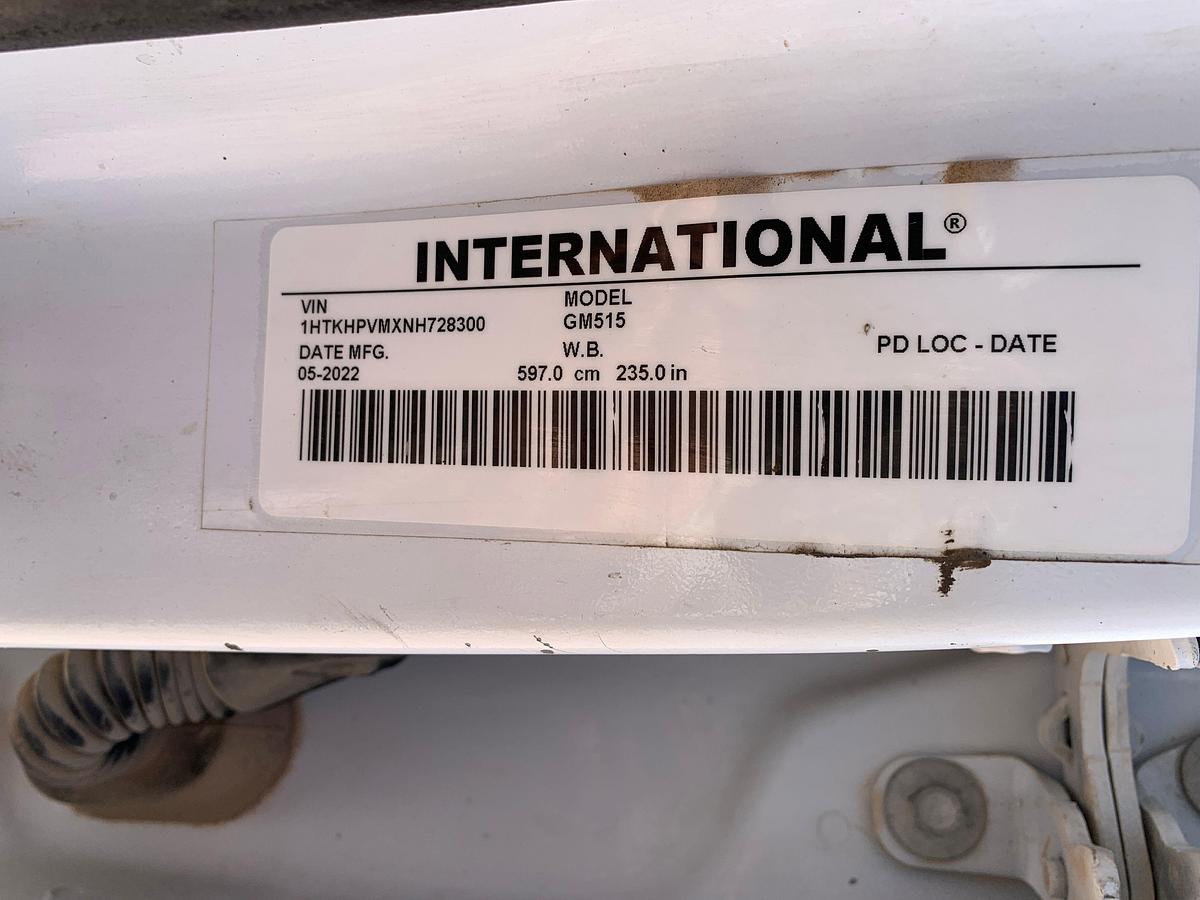 INTERNATIONAL®
VIN
1HTKHPVMXNH728300
MODEL
GM515
DATE MFG.
05-2022
W.B.
597.0 cm 235.0 in
PD LOC - DATE